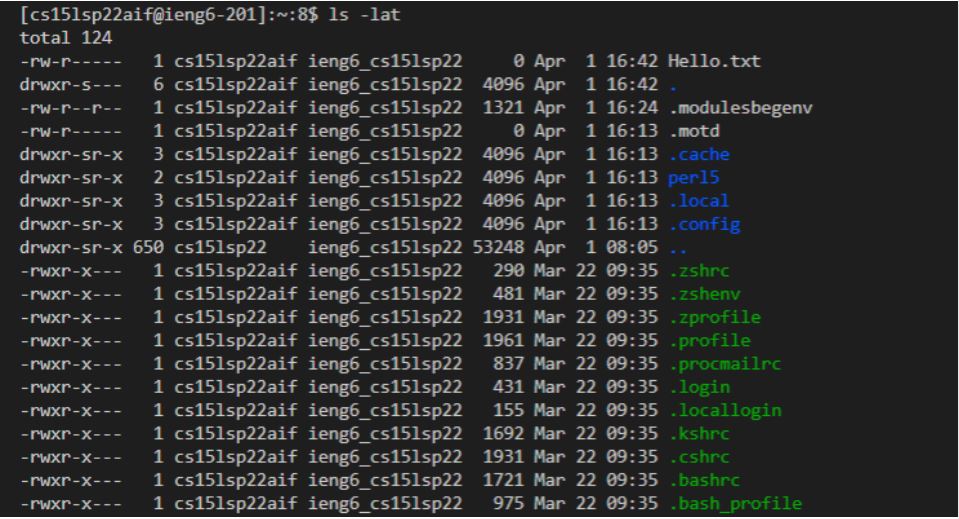 [cs15lsp22aif@ieng6-201]:~:8$ ls -lat
total 124
-rw-r-----   1 cs15lsp22aif ieng6_cs15lsp22     0 Apr  1 16:42 Hello.txt
drwxr-s---   6 cs15lsp22aif ieng6_cs15lsp22  4096 Apr  1 16:42 .
-rw-r--r--   1 cs15lsp22aif ieng6_cs15lsp22  1321 Apr  1 16:24 .modulesbegenv
-rw-r-----   1 cs15lsp22aif ieng6_cs15lsp22     0 Apr  1 16:13 .motd
drwxr-sr-x   3 cs15lsp22aif ieng6_cs15lsp22  4096 Apr  1 16:13 .cache
drwxr-sr-x   2 cs15lsp22aif ieng6_cs15lsp22  4096 Apr  1 16:13 perl5
drwxr-sr-x   3 cs15lsp22aif ieng6_cs15lsp22  4096 Apr  1 16:13 .local
drwxr-sr-x   3 cs15lsp22aif ieng6_cs15lsp22  4096 Apr  1 16:13 .config
drwxr-sr-x 650 cs15lsp22    ieng6_cs15lsp22 53248 Apr  1 08:05 ..
-rwxr-x---   1 cs15lsp22aif ieng6_cs15lsp22   290 Mar 22 09:35 .zshrc
-rwxr-x---   1 cs15lsp22aif ieng6_cs15lsp22   481 Mar 22 09:35 .zshenv
-rwxr-x---   1 cs15lsp22aif ieng6_cs15lsp22  1931 Mar 22 09:35 .zprofile
-rwxr-x---   1 cs15lsp22aif ieng6_cs15lsp22  1961 Mar 22 09:35 .profile
-rwxr-x---   1 cs15lsp22aif ieng6_cs15lsp22   837 Mar 22 09:35 .procmailrc
-rwxr-x---   1 cs15lsp22aif ieng6_cs15lsp22   431 Mar 22 09:35 .login
-rwxr-x---   1 cs15lsp22aif ieng6_cs15lsp22   155 Mar 22 09:35 .locallogin
-rwxr-x---   1 cs15lsp22aif ieng6_cs15lsp22  1692 Mar 22 09:35 .kshrc
-rwxr-x---   1 cs15lsp22aif ieng6_cs15lsp22  1931 Mar 22 09:35 .cshrc
-rwxr-x---   1 cs15lsp22aif ieng6_cs15lsp22  1721 Mar 22 09:35 .bashrc
-rwxr-x---   1 cs15lsp22aif ieng6_cs15lsp22   975 Mar 22 09:35 .bash_profile